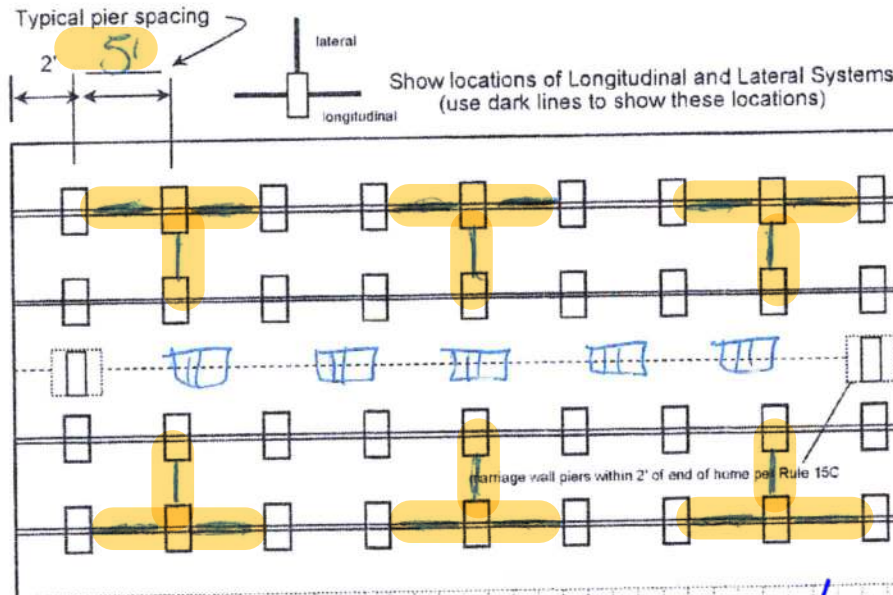 Typical pier spacing
2'
5'
lateral
longitudinal
Show locations of Longitudinal and Lateral Systems
(use dark lines to show these locations)
marriage wall piers within 2' of end of home per Rule 15C